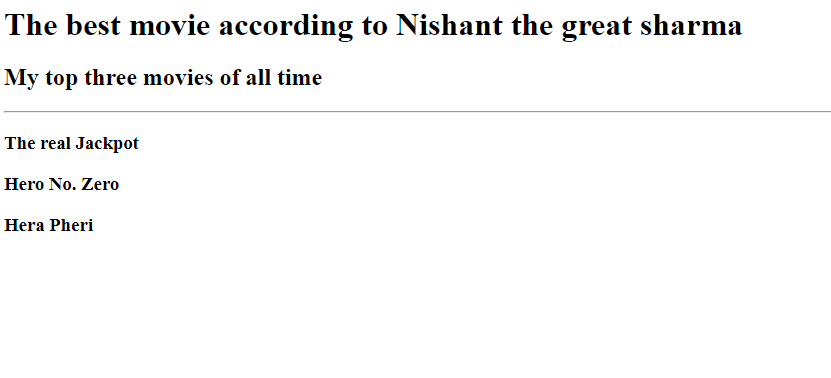 The best movie according to Nishant the great sharma
My top three movies of all time
The real Jackpot
Hero No. Zero
Hera Pheri